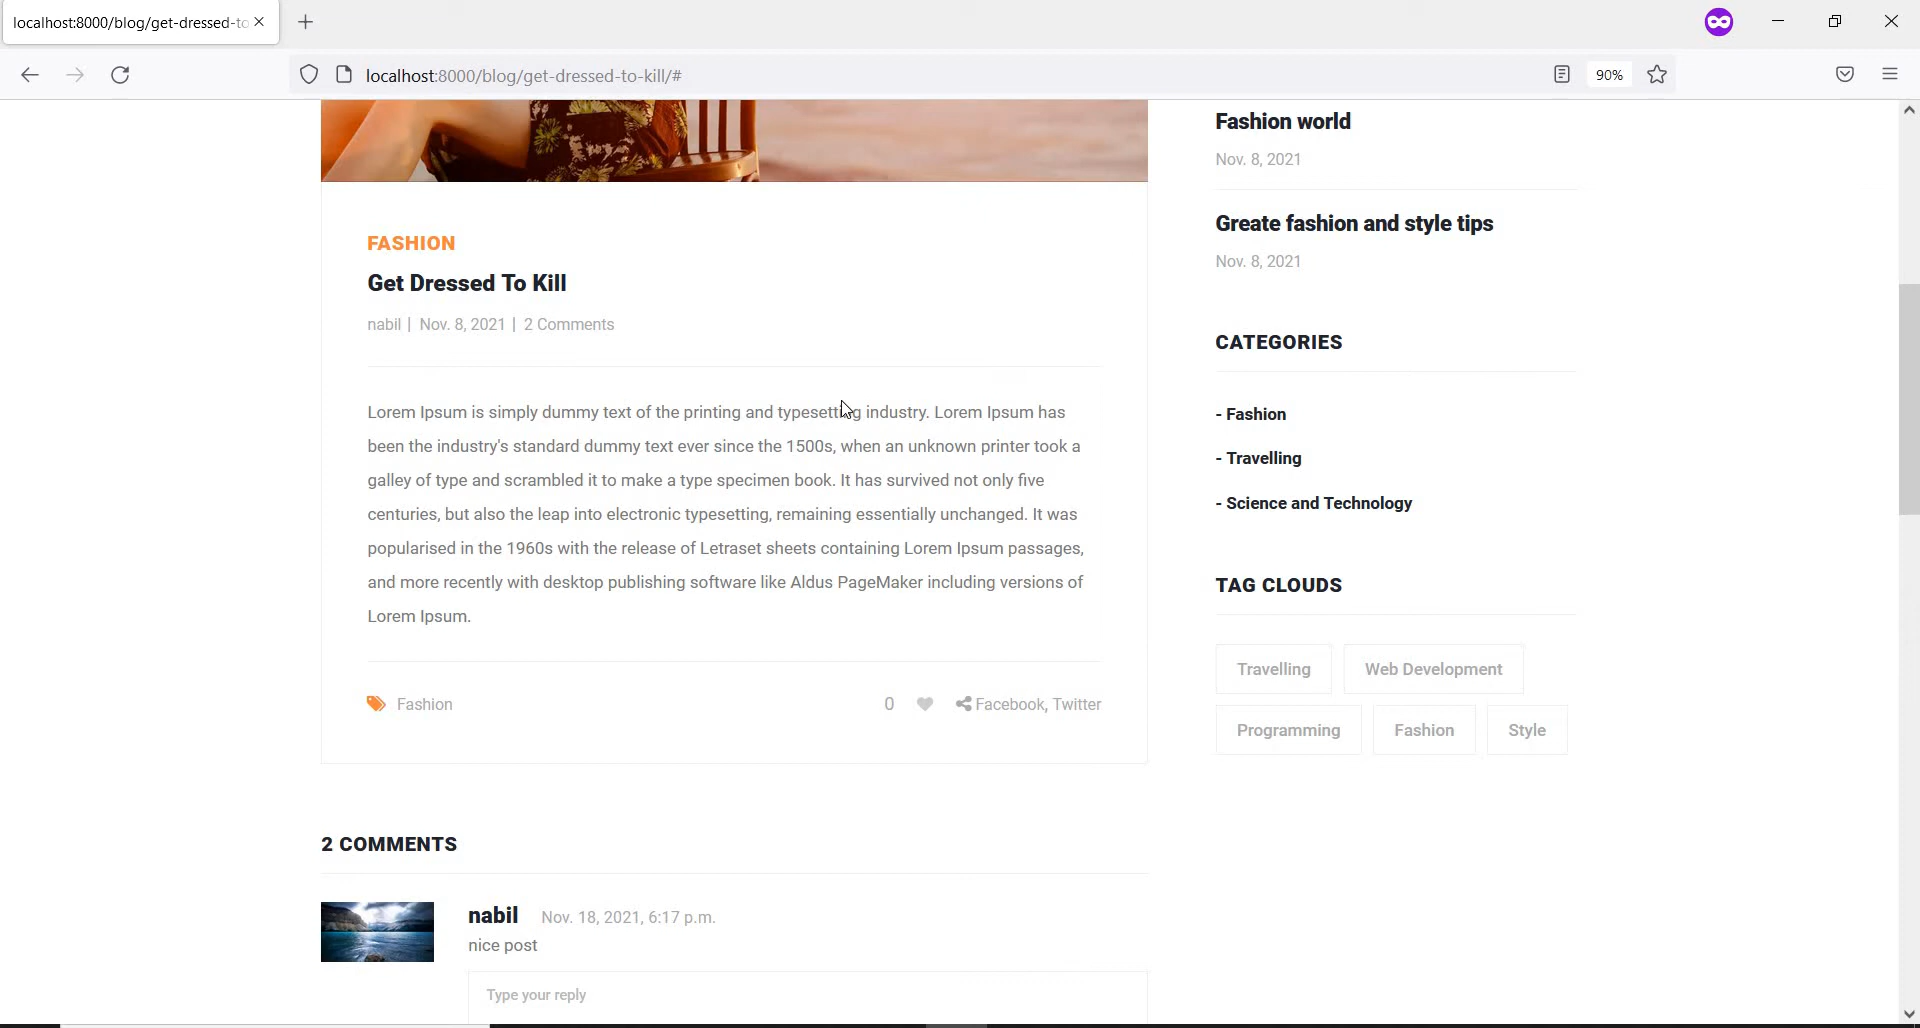 localhost:8000/blog/get-dressed-to
localhost:8000/blog/get-dressed-to-kill/#
90%
FASHION
Get Dressed To Kill
nabil | Nov. 8, 2021 | 2 Comments
Lorem Ipsum is simply dummy text of the printing and typesetting industry. Lorem Ipsum has
been the industry's standard dummy text ever since the 1500s, when an unknown printer took a
galley of type and scrambled it to make a type specimen book. It has survived not only five
centuries, but also the leap into electronic typesetting, remaining essentially unchanged. It was
popularised in the 1960s with the release of Letraset sheets containing Lorem Ipsum passages,
and more recently with desktop publishing software like Aldus PageMaker including versions of
Lorem Ipsum.
Fashion
0
Facebook, Twitter
2 COMMENTS
nabil Nov. 18, 2021, 6:17 p.m.
nice post
Type your reply
Fashion world
Nov. 8, 2021
Greate fashion and style tips
Nov. 8, 2021
CATEGORIES
- Fashion
- Travelling
- Science and Technology
TAG CLOUDS
Travelling
Web Development
Programming
Fashion
Style